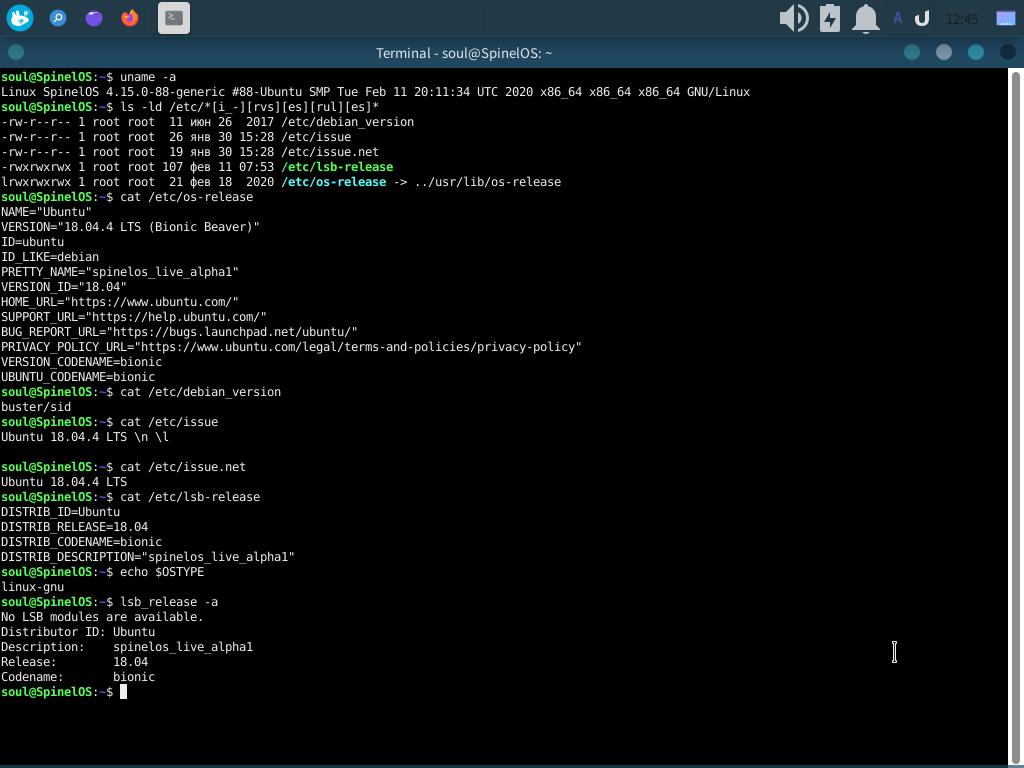 12:45
Terminal - soul@SpinelOS: ~
soul@SpinelOS:~$ uname -a
Linux SpinelOS 4.15.0-88-generic #88-Ubuntu SMP Tue Feb 11 20:11:34 UTC 2020 x86_64 x86_64 x86_64 GNU/Linux
soul@SpinelOS:~$ ls -ld /etc/*[i_-][rvs][es][rul][es]*
-rw-r--r-- 1 root root  11 июн 26  2017 /etc/debian_version
-rw-r--r-- 1 root root  26 янв 30 15:28 /etc/issue
-rw-r--r-- 1 root root  19 янв 30 15:28 /etc/issue.net
-rwxrwxrwx 1 root root 107 фев 11 07:53 /etc/lsb-release
lrwxrwxrwx 1 root root  21 фев 18  2020 /etc/os-release -> ../usr/lib/os-release
soul@SpinelOS:~$ cat /etc/os-release
NAME="Ubuntu"
VERSION="18.04.4 LTS (Bionic Beaver)"
ID=ubuntu
ID_LIKE=debian
PRETTY_NAME="spinelos_live_alpha1"
VERSION_ID="18.04"
HOME_URL="https://www.ubuntu.com/"
SUPPORT_URL="https://help.ubuntu.com/"
BUG_REPORT_URL="https://bugs.launchpad.net/ubuntu/"
PRIVACY_POLICY_URL="https://www.ubuntu.com/legal/terms-and-policies/privacy-policy"
VERSION_CODENAME=bionic
UBUNTU_CODENAME=bionic
soul@SpinelOS:~$ cat /etc/debian_version
buster/sid
soul@SpinelOS:~$ cat /etc/issue
Ubuntu 18.04.4 LTS \n \l

soul@SpinelOS:~$ cat /etc/issue.net
Ubuntu 18.04.4 LTS
soul@SpinelOS:~$ cat /etc/lsb-release
DISTRIB_ID=Ubuntu
DISTRIB_RELEASE=18.04
DISTRIB_CODENAME=bionic
DISTRIB_DESCRIPTION="spinelos_live_alpha1"
soul@SpinelOS:~$ echo $OSTYPE
linux-gnu
soul@SpinelOS:~$ lsb_release -a
No LSB modules are available.
Distributor ID: Ubuntu
Description:    spinelos_live_alpha1
Release:        18.04
Codename:       bionic
soul@SpinelOS:~$